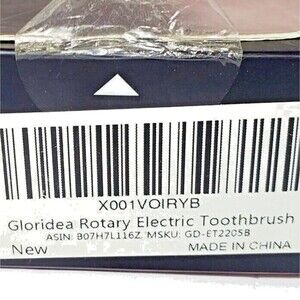 X001VOIRYB
Gloridea Rotary Electric Toothbrush
ASIN: B07H7L116Z, MSKU: GD-ET2205B
New MADE IN CHINA